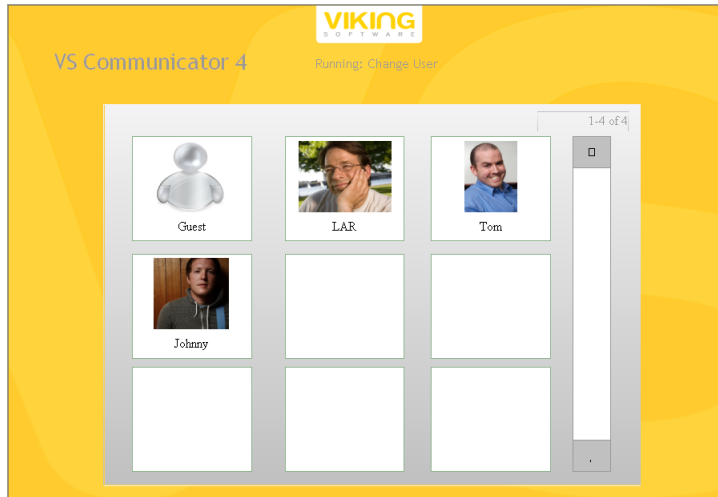 VIKING
SOFTWARE
VS Communicator 4
Running: Change User
1-4 of 4
Guest
LAR
Tom
Johnny